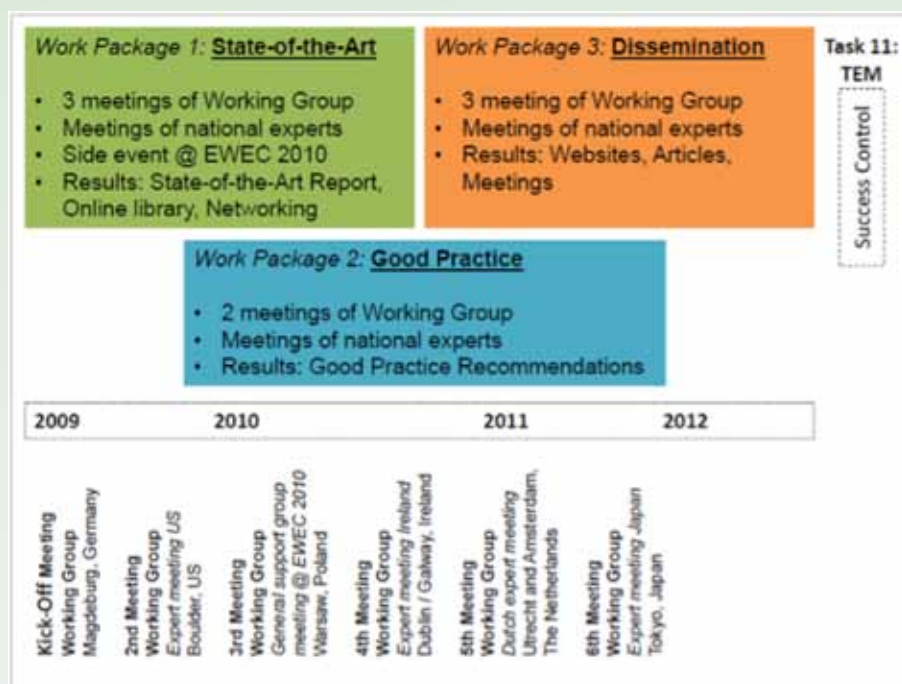 Work Package 1: State-of-the-Art
• 3 meetings of Working Group
• Meetings of national experts
• Side event @ EWEC 2010
• Results: State-of-the-Art Report,
Online library, Networking
Work Package 3: Dissemination
• 3 meeting of Working Group
• Meetings of national experts
• Results: Websites, Articles,
Meetings
Task 11:
TEM
Success Control
Work Package 2: Good Practice
• 2 meetings of Working Group
• Meetings of national experts
• Results: Good Practice Recommendations
2009 2010 2011 2012
Kick-Off Meeting
Working Group
Magdeburg, Germany
2nd Meeting
Working Group
Expert meeting US
Boulder, US
3rd Meeting
Working Group
General support group
meeting @ EWEC 2010
Warsaw, Poland
4th Meeting
Working Group
Expert meeting Ireland
Dublin / Galway, Ireland
5th Meeting
Working Group
Dutch expert meeting
Utrecht and Amsterdam,
The Netherlands
6th Meeting
Working Group
Expert meeting Japan
Tokyo, Japan